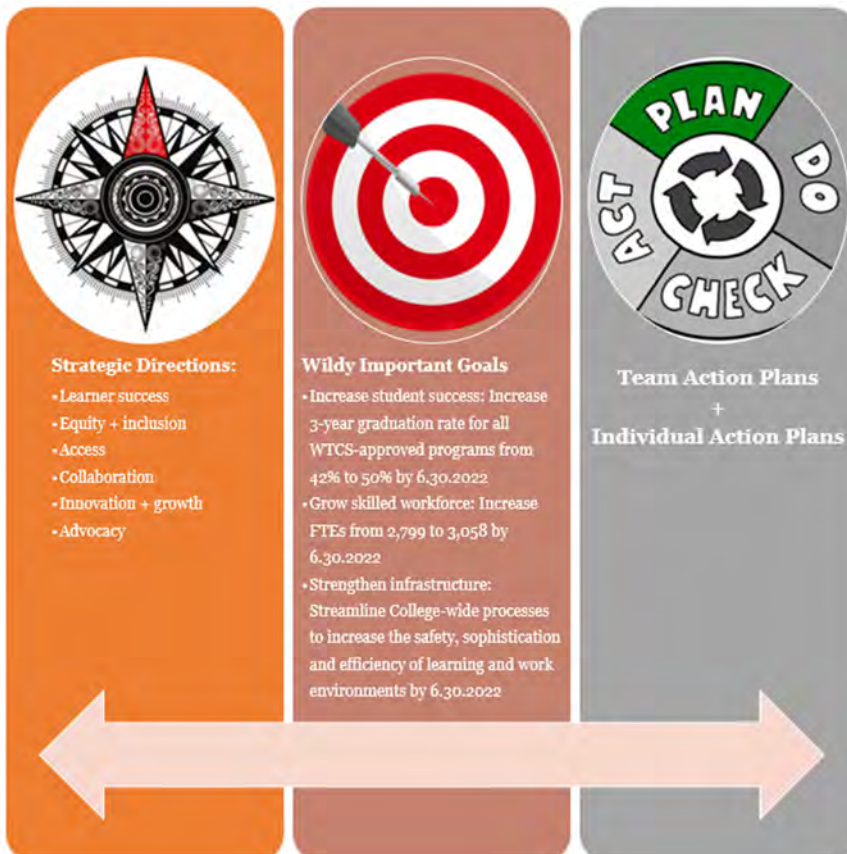 Strategic Directions:
• Learner success
• Equity + inclusion
• Access
• Collaboration
• Innovation + growth
• Advocacy
Wildy Important Goals
• Increase student success: Increase
3-year graduation rate for all
WTCS-approved programs from
42% to 50% by 6.30.2022
• Grow skilled workforce: Increase
FTEs from 2,799 to 3,058 by
6.30.2022
• Strengthen infrastructure:
Streamline College-wide processes
to increase the safety, sophistication
and efficiency of learning and work
environments by 6.30.2022
PLAN
DO
CHECK
ACT
Team Action Plans
+
Individual Action Plans